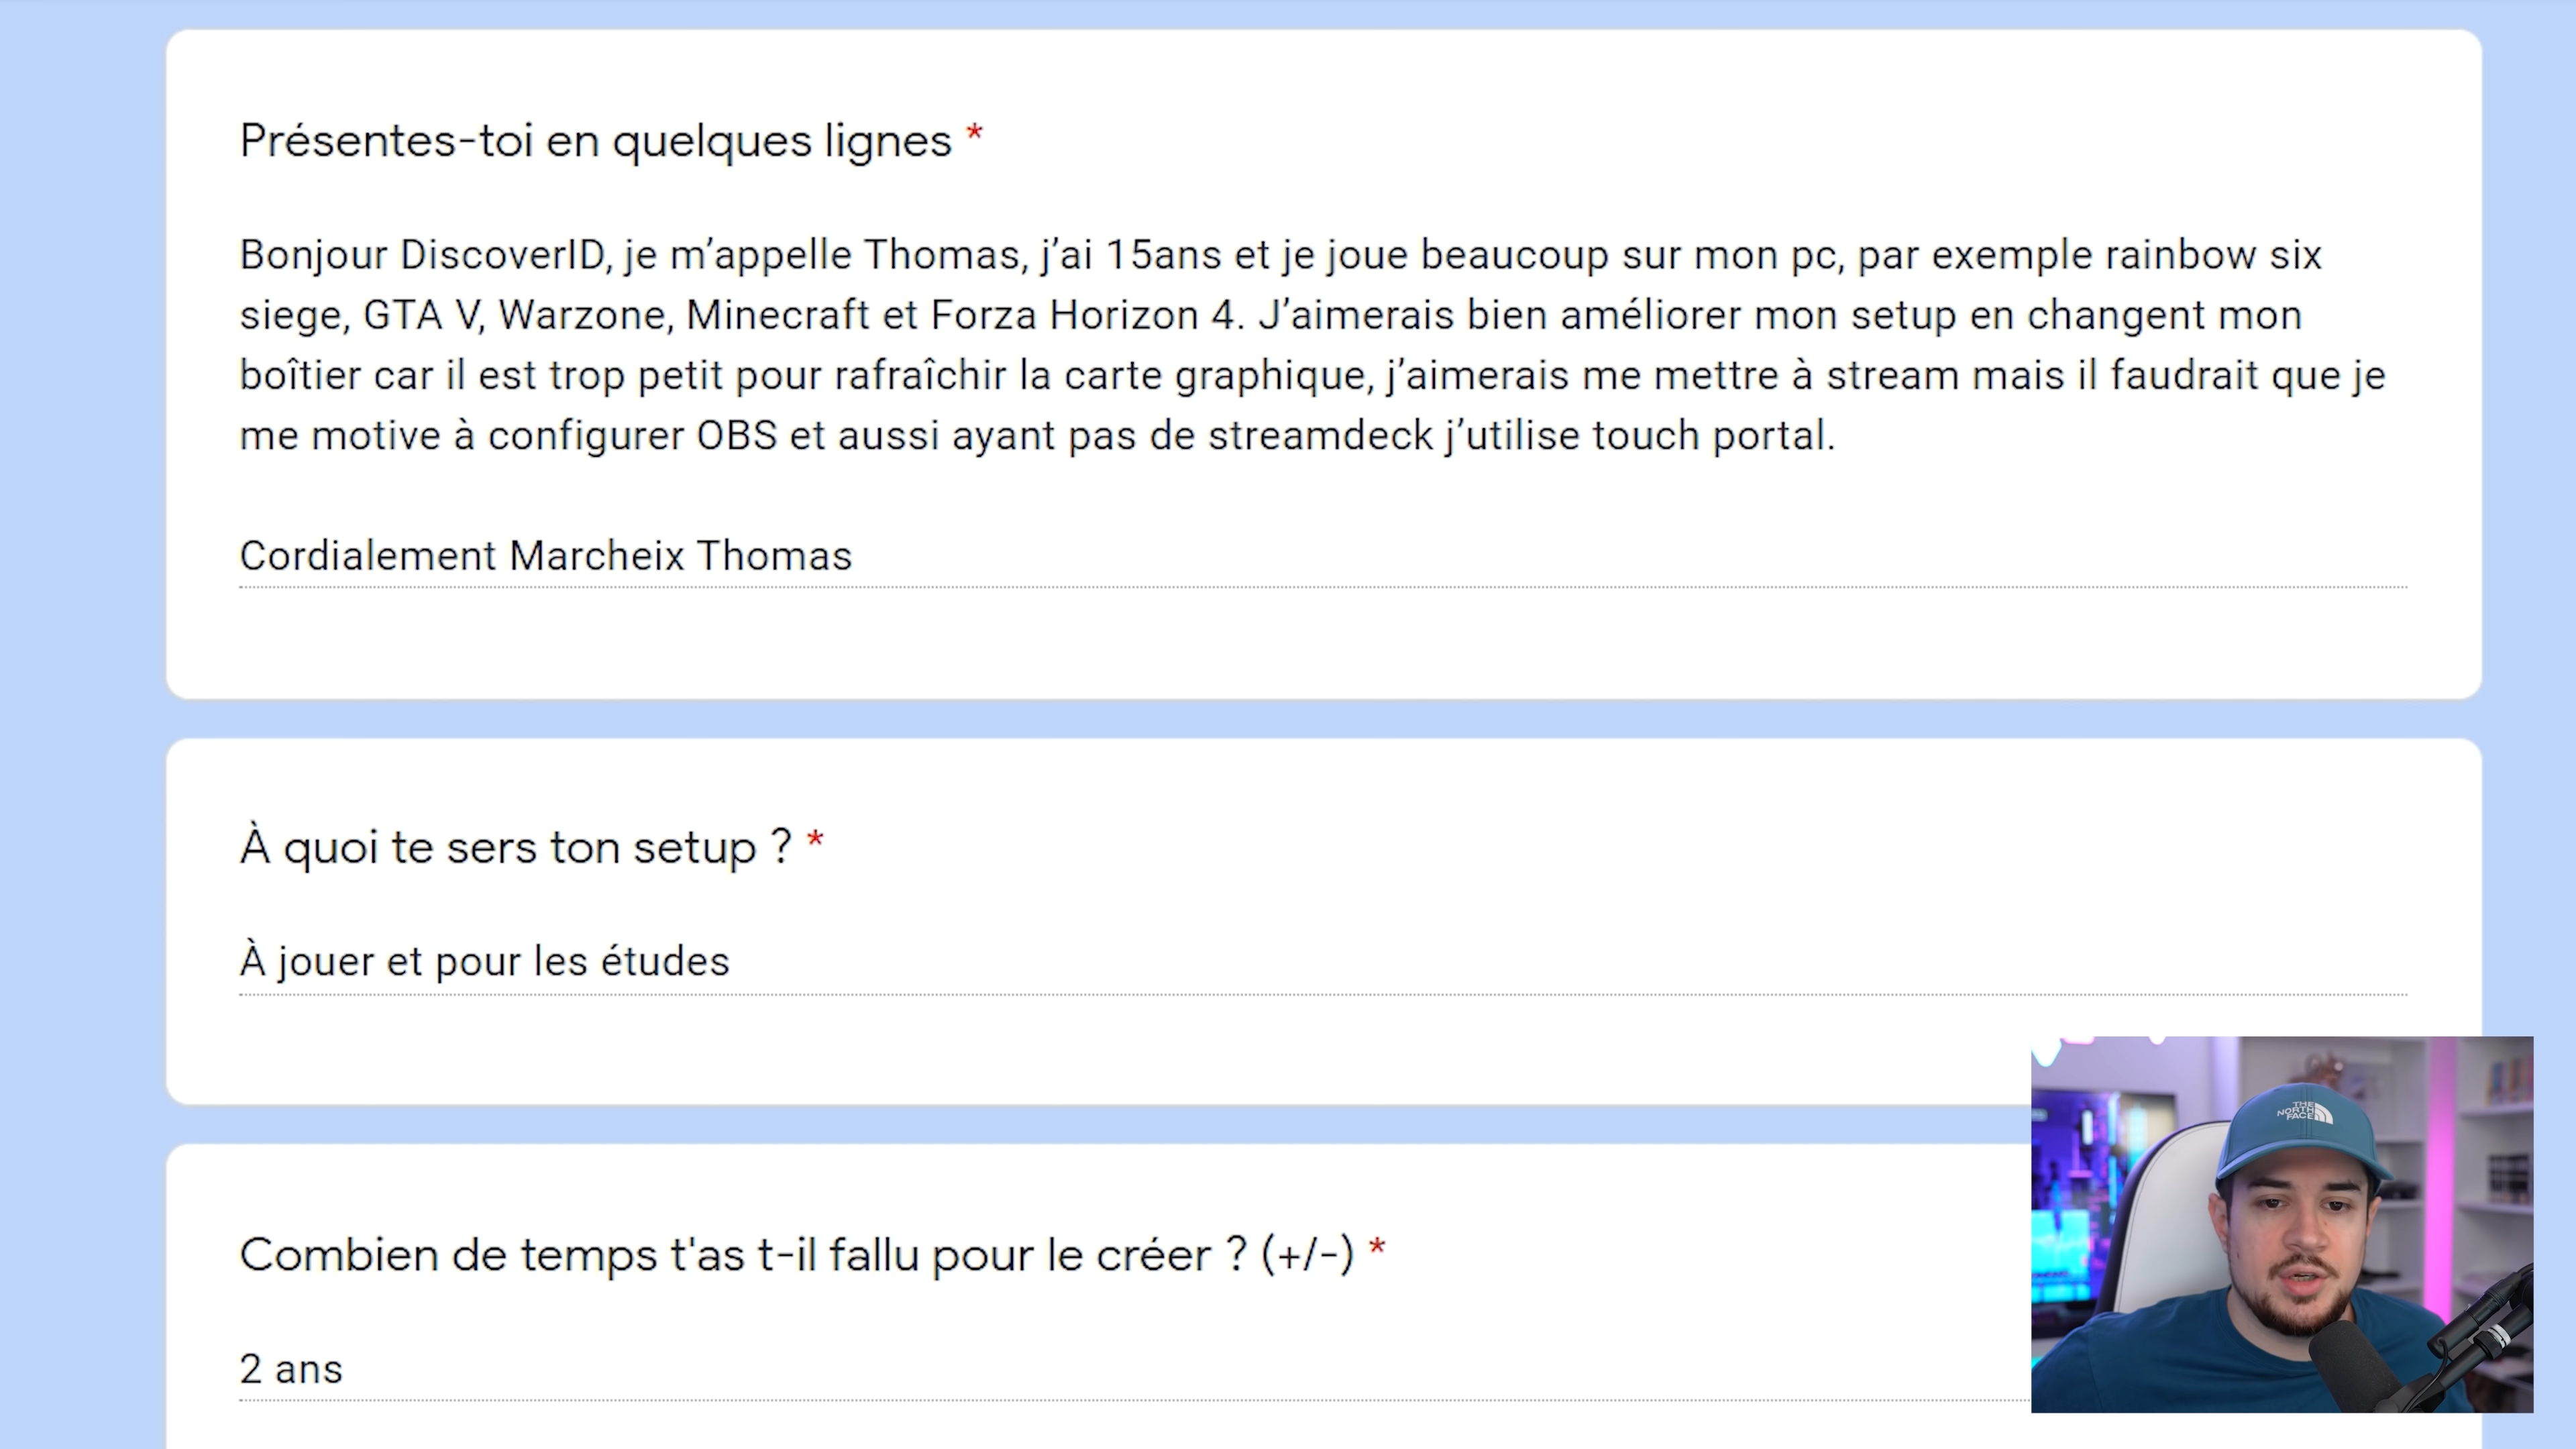 Présentes-toi en quelques lignes *
Bonjour DiscoverID, je m’appelle Thomas, j’ai 15ans et je joue beaucoup sur mon pc, par exemple rainbow six
siege, GTA V, Warzone, Minecraft et Forza Horizon 4. J’aimerais bien améliorer mon setup en changent mon
boîtier car il est trop petit pour rafraîchir la carte graphique, j’aimerais me mettre à stream mais il faudrait que je
me motive à configurer OBS et aussi ayant pas de streamdeck j’utilise touch portal.
Cordialement Marcheix Thomas
À quoi te sers ton setup ? *
À jouer et pour les études
Combien de temps t'as t-il fallu pour le créer ? (+/-) *
2 ans
THE
NORTH
FACE